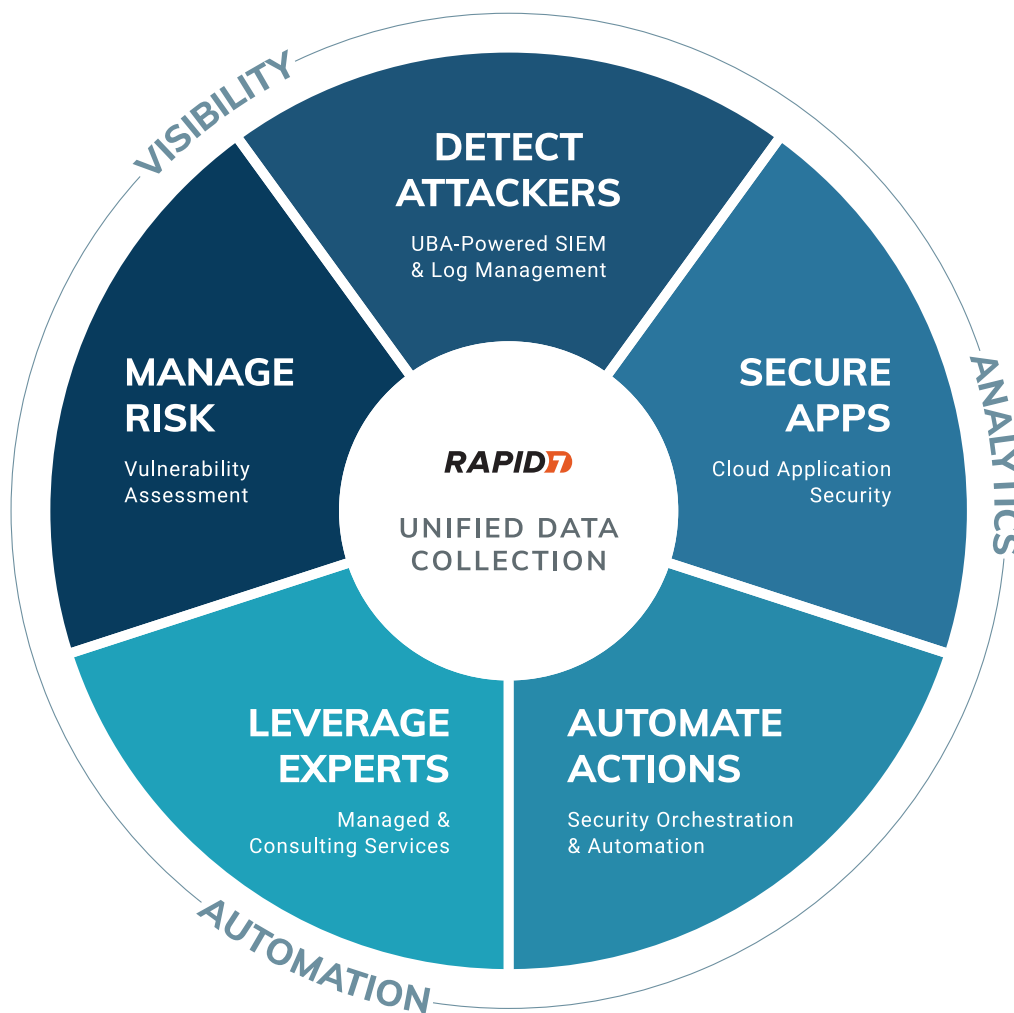 VISIBILITY
DETECT
ATTACKERS
UBA-Powered SIEM
& Log Management
MANAGE
RISK
Vulnerability
Assessment
SECURE
APPS
Cloud Application
Security
ANALYTICS
RAPID7
UNIFIED DATA
COLLECTION
LEVERAGE
EXPERTS
Managed &
Consulting Services
AUTOMATE
ACTIONS
Security Orchestration
& Automation
AUTOMATION